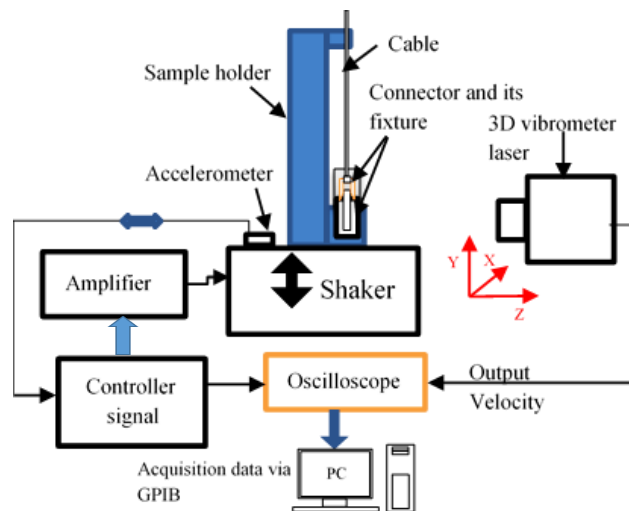 Cable
Sample holder
Connector and its
fixture
3D vibrometer
laser
Accelerometer
Y
X
Z
Amplifier
Shaker
Controller
signal
Oscilloscope
Output
Velocity
Acquisition data via
GPIB
PC